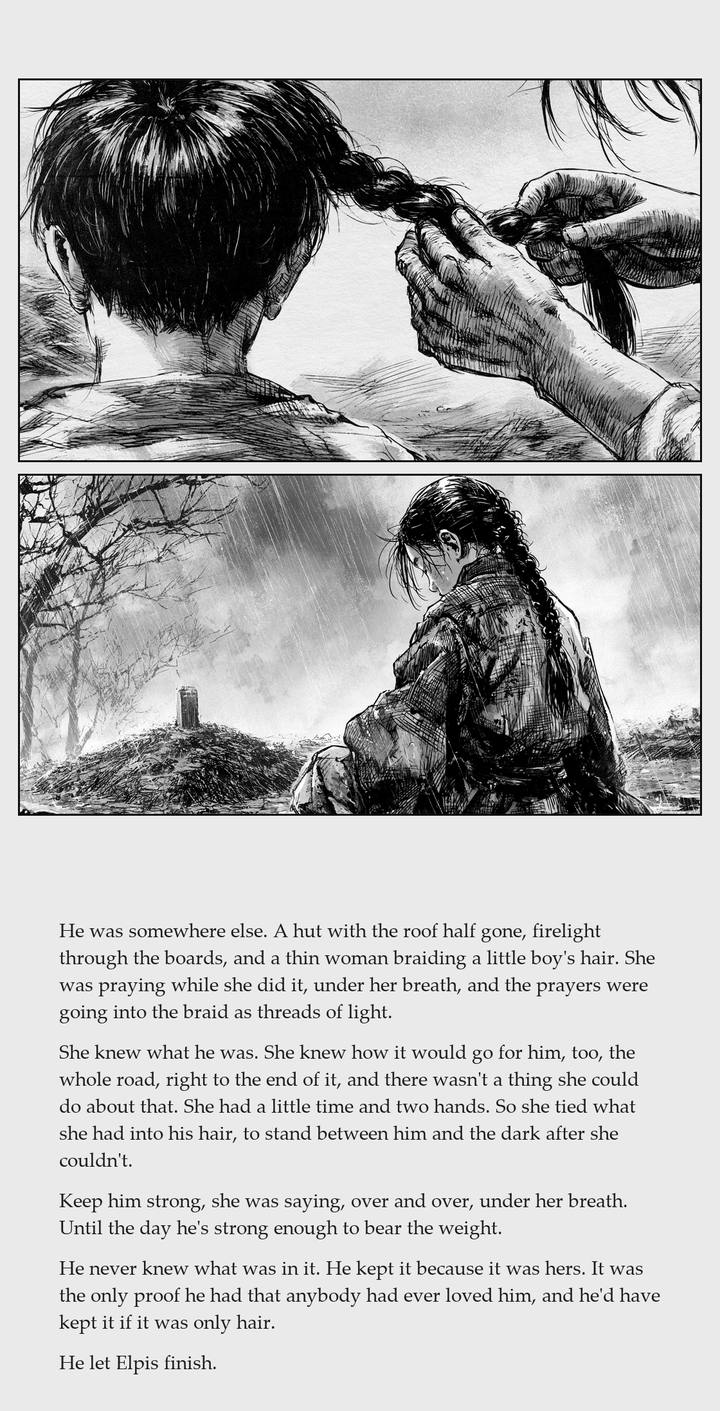 He was somewhere else. A hut with the roof half gone, firelight
through the boards, and a thin woman braiding a little boy's hair. She
was praying while she did it, under her breath, and the prayers were
going into the braid as threads of light.
She knew what he was. She knew how it would go for him, too, the
whole road, right to the end of it, and there wasn't a thing she could
do about that. She had a little time and two hands. So she tied what
she had into his hair, to stand between him and the dark after she
couldn't.
Keep him strong, she was saying, over and over, under her breath.
Until the day he's strong enough to bear the weight.
He never knew what was in it. He kept it because it was hers. It was
the only proof he had that anybody had ever loved him, and he'd have
kept it if it was only hair.
He let Elpis finish.